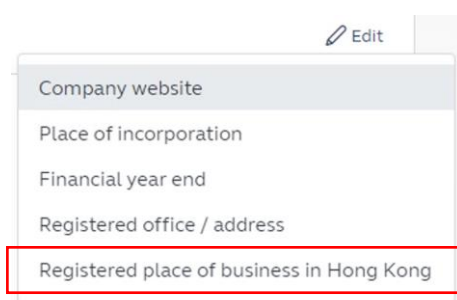 Edit
Company website
Place of incorporation
Financial year end
Registered office / address
Registered place of business in Hong Kong